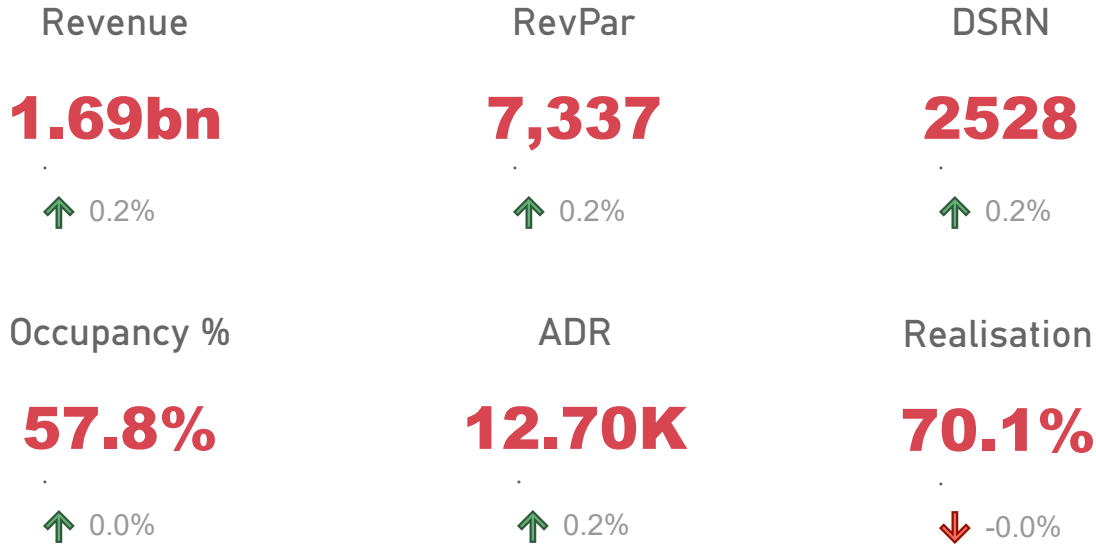 Revenue RevPar DSRN
1.69bn 7,337 2528
. . .
0.2% 0.2% 0.2%
Occupancy % ADR Realisation
57.8% 12.70K 70.1%
. . .
0.0% 0.2% -0.0%